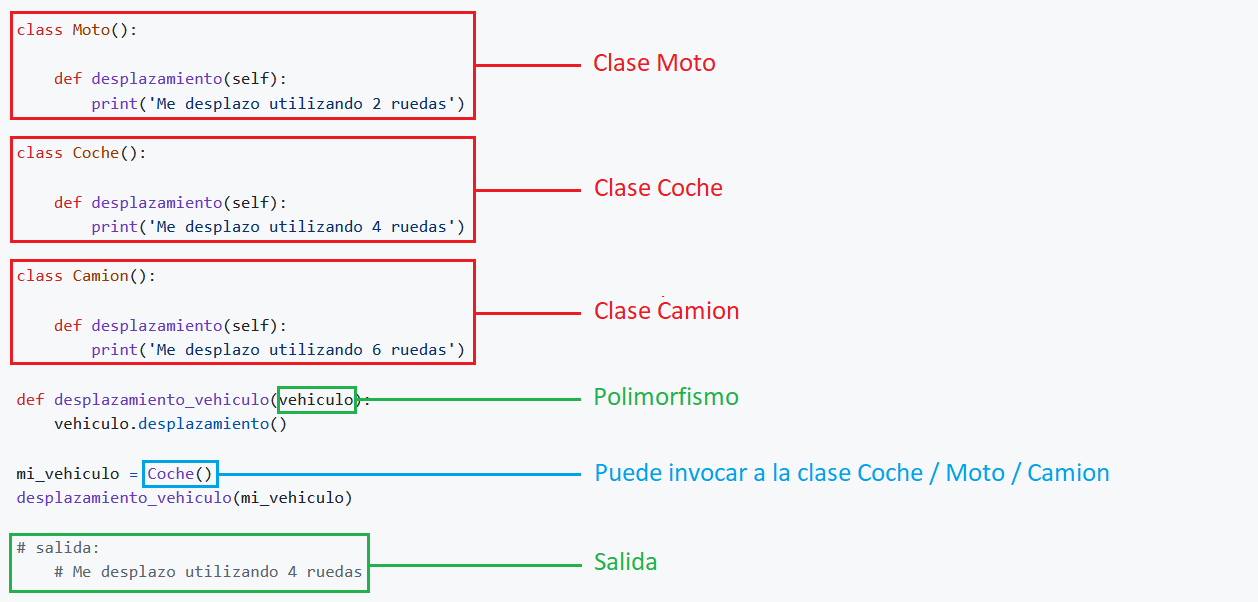 class Moto():
Clase Moto
    def desplazamiento(self):
        print('Me desplazo utilizando 2 ruedas')
class Coche():
Clase Coche
    def desplazamiento(self):
        print('Me desplazo utilizando 4 ruedas')
class Camion():
Clase Camion
    def desplazamiento(self):
        print('Me desplazo utilizando 6 ruedas')
def desplazamiento_vehiculo(vehiculo):
Polimorfismo
    vehiculo.desplazamiento()
mi_vehiculo = Coche()
Puede invocar a la clase Coche / Moto / Camion
desplazamiento_vehiculo(mi_vehiculo)
# salida:
    # Me desplazo utilizando 4 ruedas
Salida